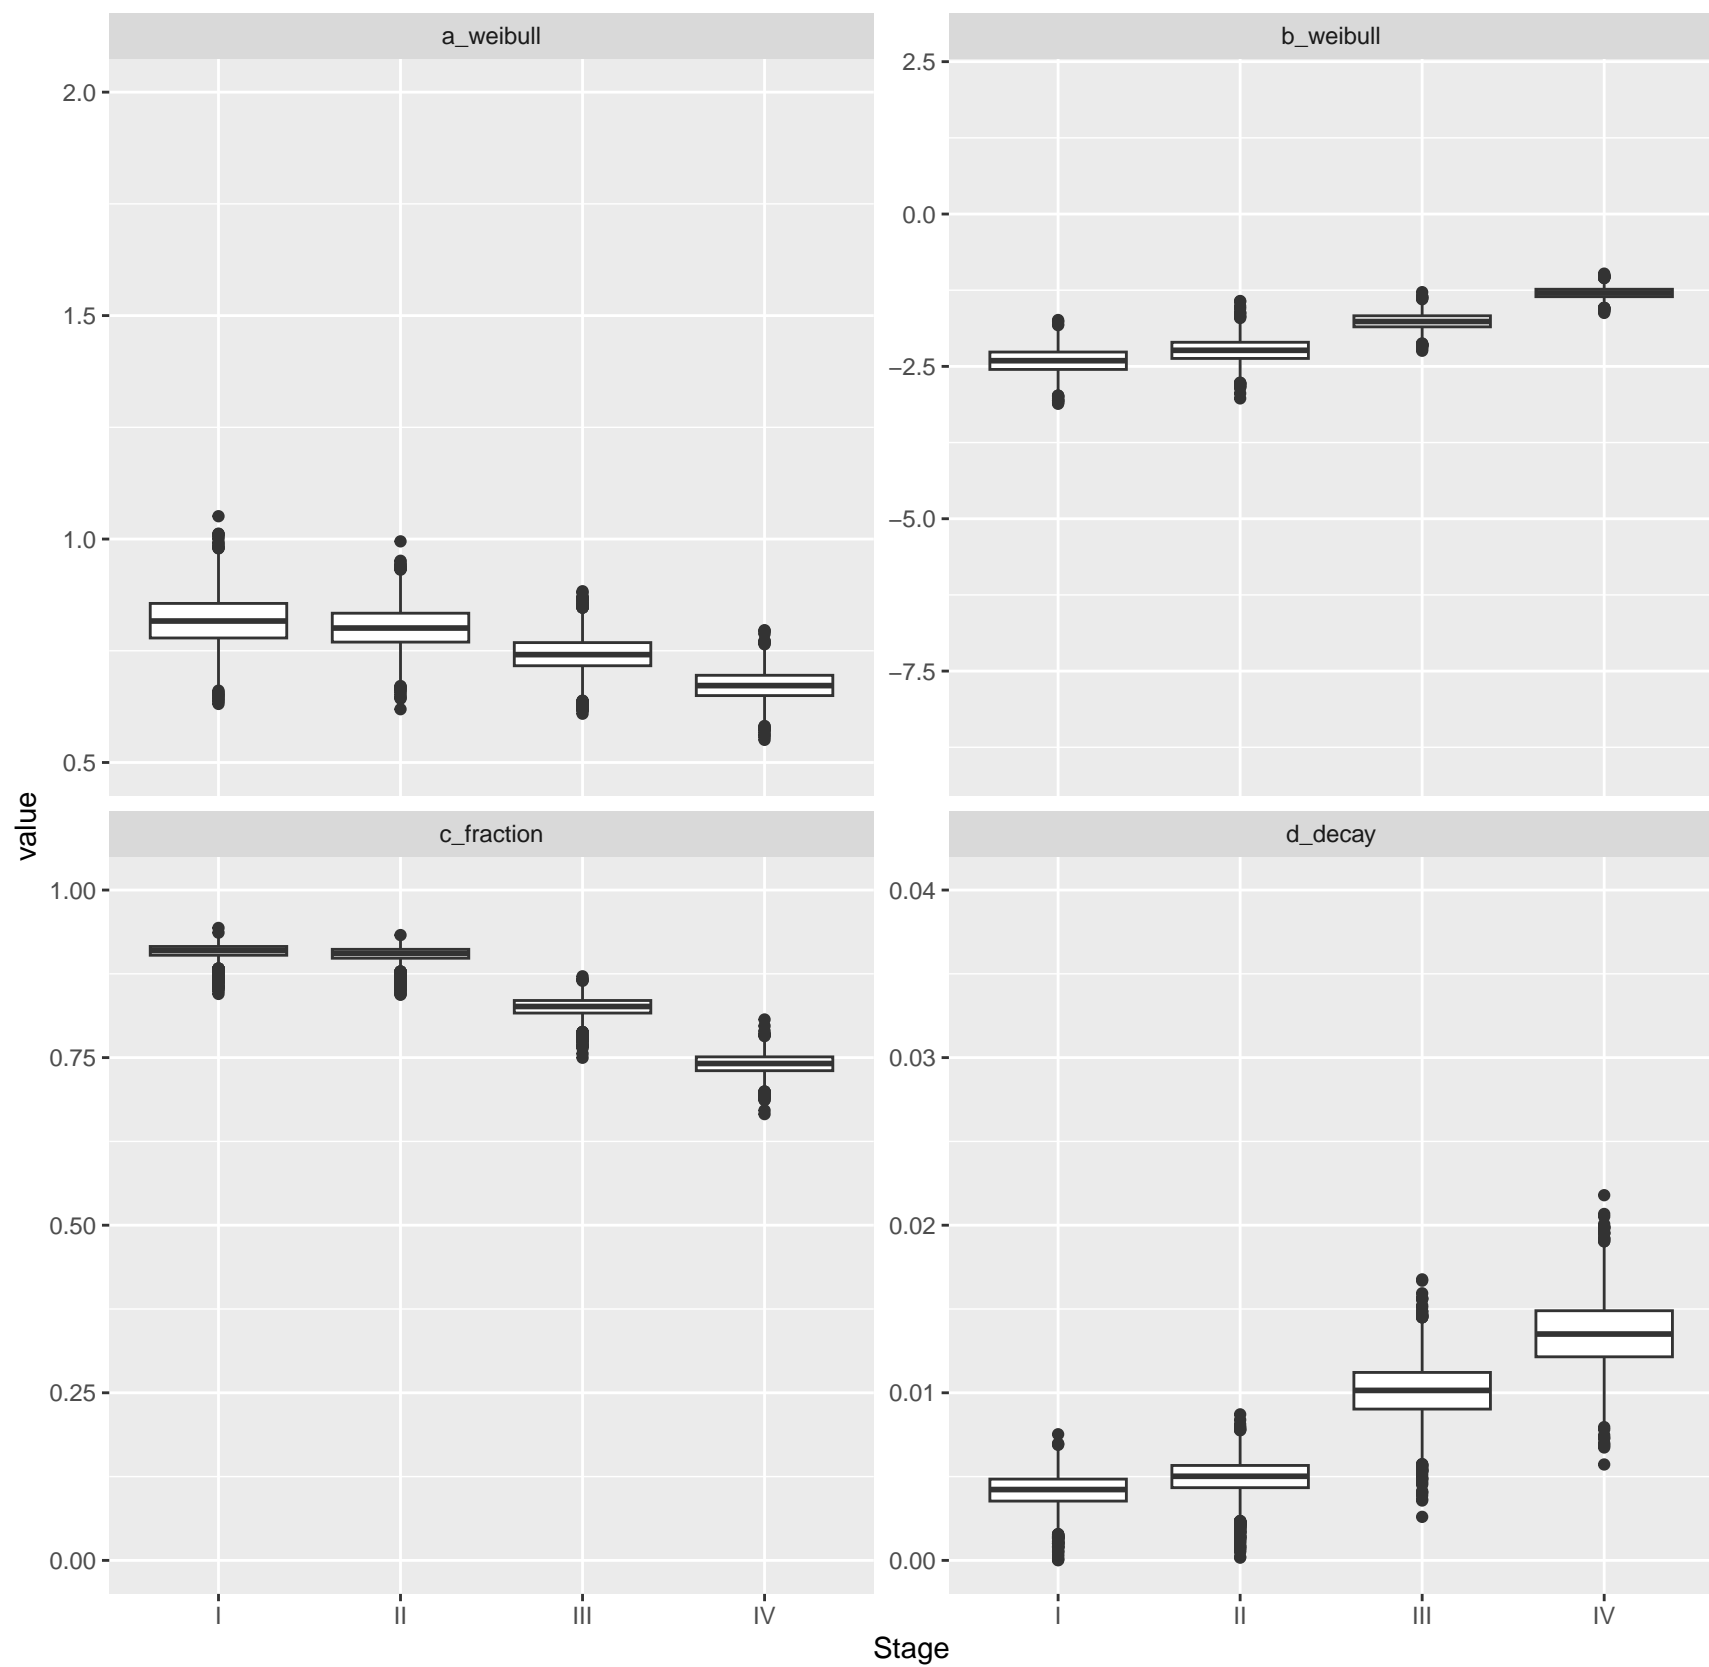 a_weibull
b_weibull
2.0
1.5
1.0
0.5
2.5
0.0
−2.5
−5.0
−7.5
value
c_fraction
d_decay
1.00
0.75
0.50
0.25
0.00
0.04
0.03
0.02
0.01
0.00
I II III IV
I II III IV
Stage